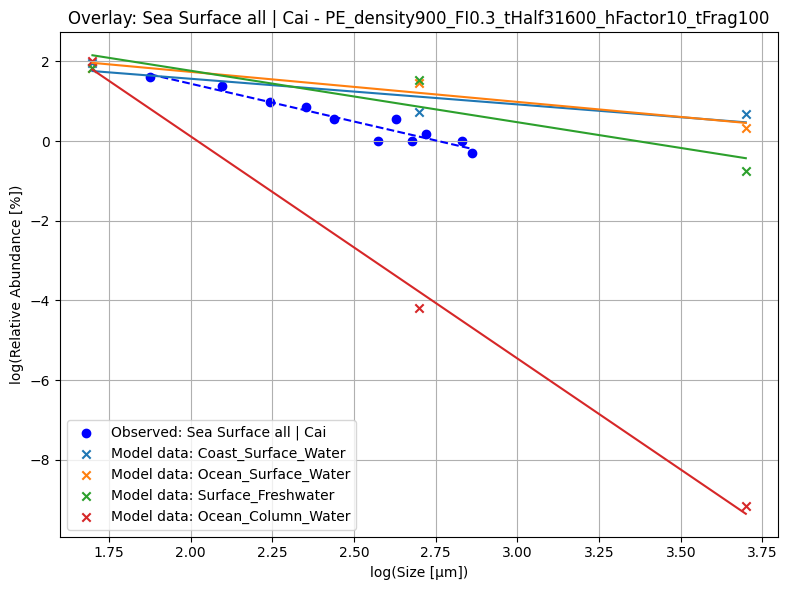 Overlay: Sea Surface all | Cai - PE_density900_FI0.3_tHalf31600_hFactor10_tFrag100
log(Relative Abundance [%])
2
0
−2
−4
−6
−8
Observed: Sea Surface all | Cai
Model data: Coast_Surface_Water
Model data: Ocean_Surface_Water
Model data: Surface_Freshwater
Model data: Ocean_Column_Water
1.75 2.00 2.25 2.50 2.75 3.00 3.25 3.50 3.75
log(Size [μm])